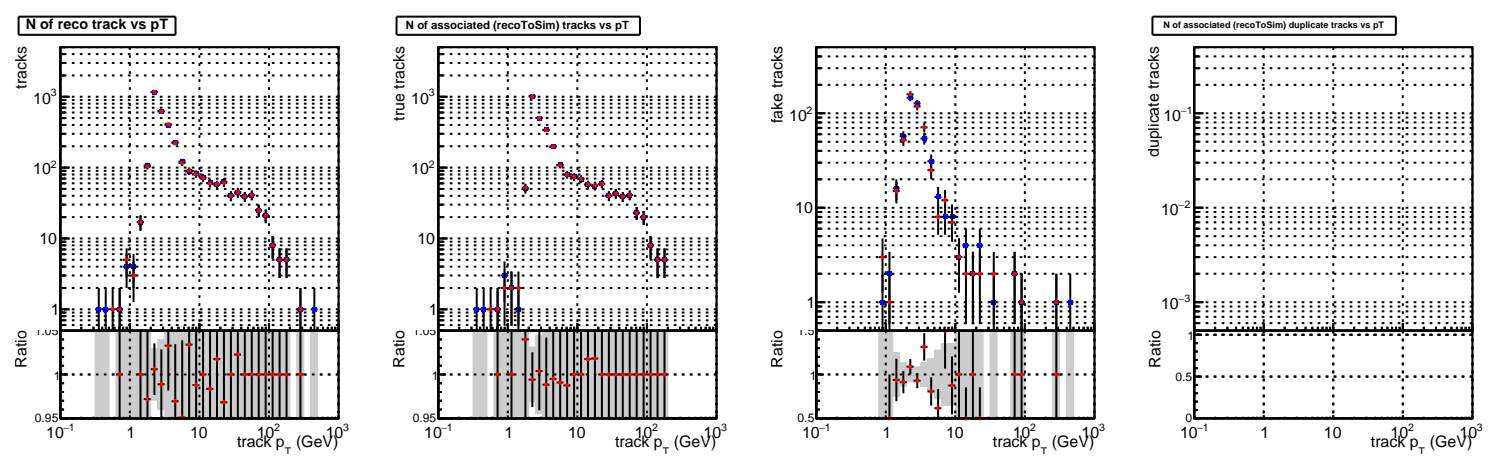 N of reco track vs pT
tracks
10³
10²
10
1
Ratio
1.05
1
0.95
10⁻¹ 1 10 10² 10³
track p_T (GeV)
N of associated (recoToSim) tracks vs pT
true tracks
10³
10²
10
1
Ratio
1.05
1
0.95
10⁻¹ 1 10 10² 10³
track p_T (GeV)
fake tracks
10²
10
1
Ratio
1.5
1
0.5
10⁻¹ 1 10 10² 10³
track p_T (GeV)
N of associated (recoToSim) duplicate tracks vs pT
duplicate tracks
10⁻¹
10⁻²
10⁻³
Ratio
1
0.5
0
10⁻¹ 1 10 10² 10³
track p_T (GeV)